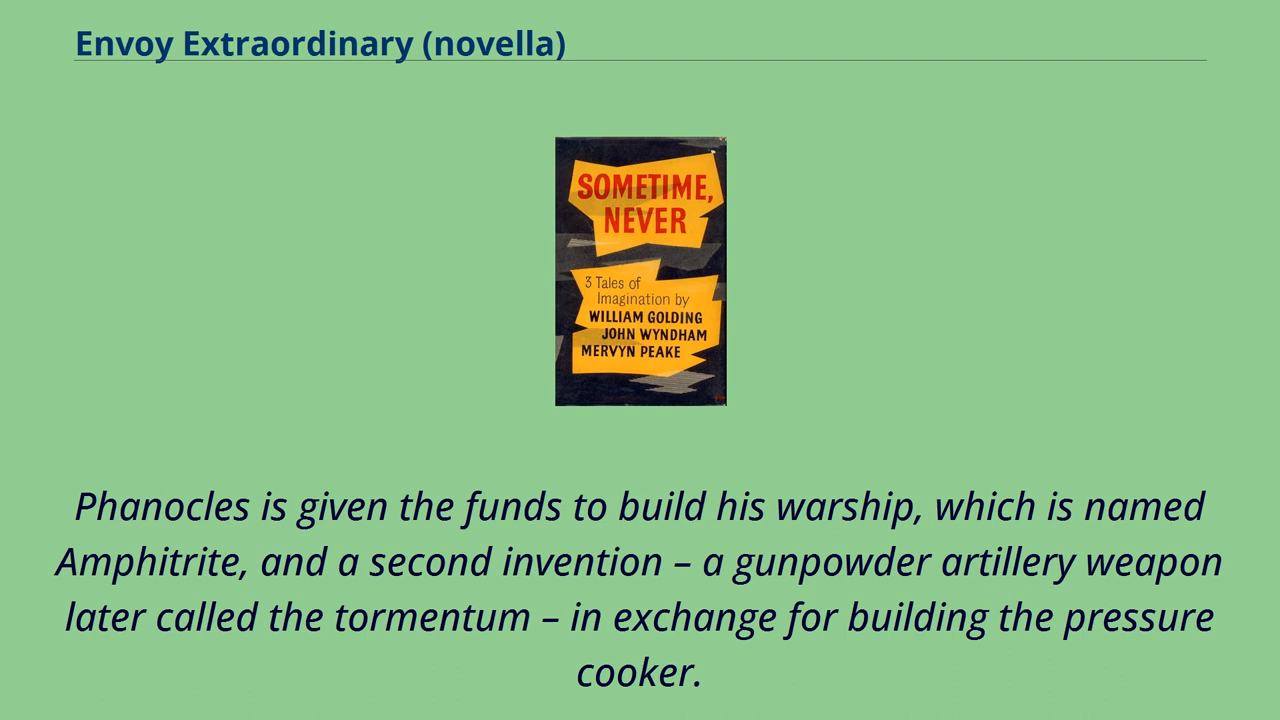 Envoy Extraordinary (novella)
SOMETIME,
NEVER
3 Tales of
Imagination by
WILLIAM GOLDING
JOHN WYNDHAM
MERVYN PEAKE
Phanocles is given the funds to build his warship, which is named
Amphitrite, and a second invention – a gunpowder artillery weapon
later called the tormentum – in exchange for building the pressure
cooker.